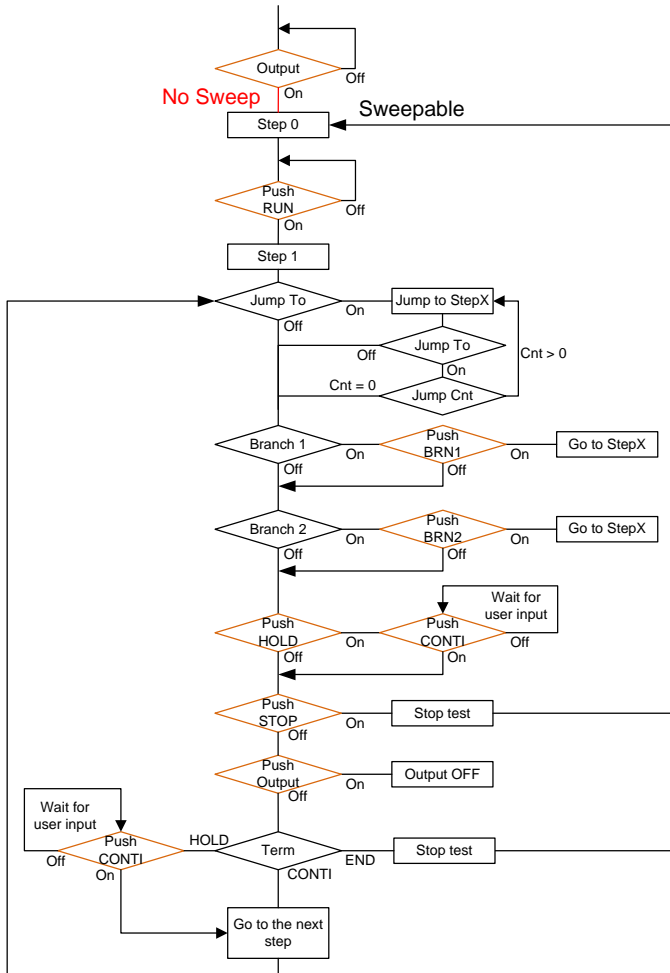 Output
Off
On
No Sweep
Sweepable
Step 0
Push
RUN
Off
On
Step 1
Jump To
On
Jump to StepX
Off
Off
Jump To
On
Cnt > 0
Cnt = 0
Jump Cnt
Branch 1
On
Push
BRN1
On
Go to StepX
Off
Off
Branch 2
On
Push
BRN2
On
Go to StepX
Off
Off
Wait for
user input
Push
HOLD
On
Push
CONTI
Off
Off
On
Push
STOP
On
Stop test
Off
Push
Output
On
Output OFF
Off
Wait for
user input
Push
CONTI
Off
On
HOLD
Term
END
Stop test
CONTI
Go to the next
step